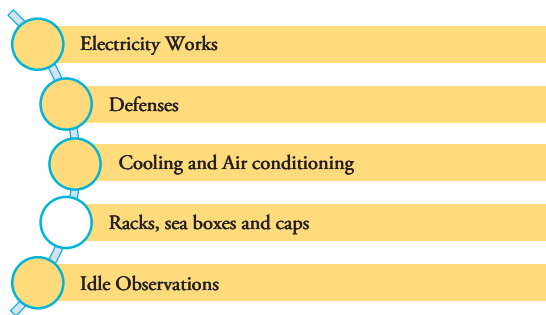 Electricity Works
Defenses
Cooling and Air conditioning
Racks, sea boxes and caps
Idle Observations